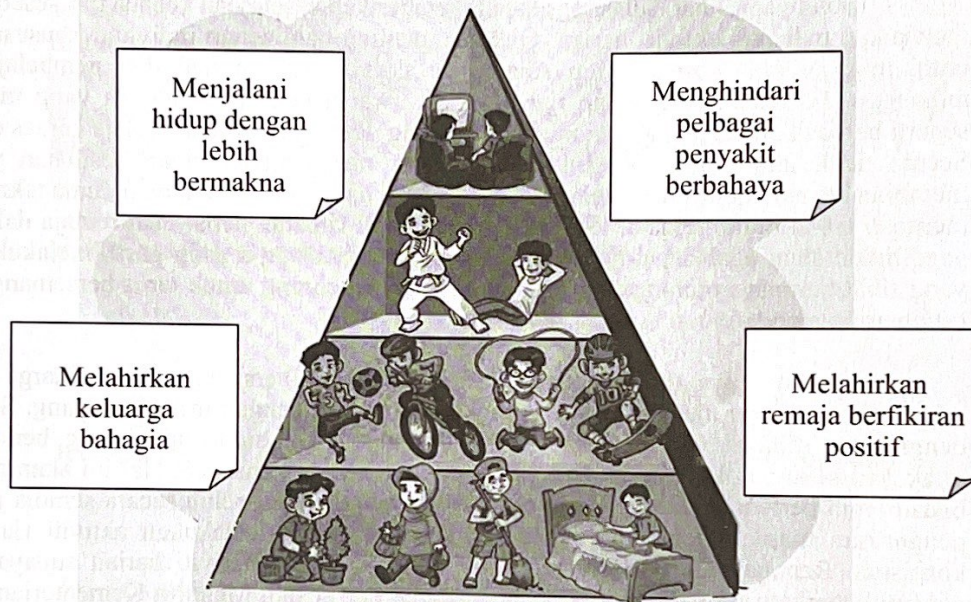 Menjalani
hidup dengan
lebih
bermakna
Menghindari
pelbagai
penyakit
berbahaya
Melahirkan
keluarga
bahagia
Melahirkan
remaja berfikiran
positif